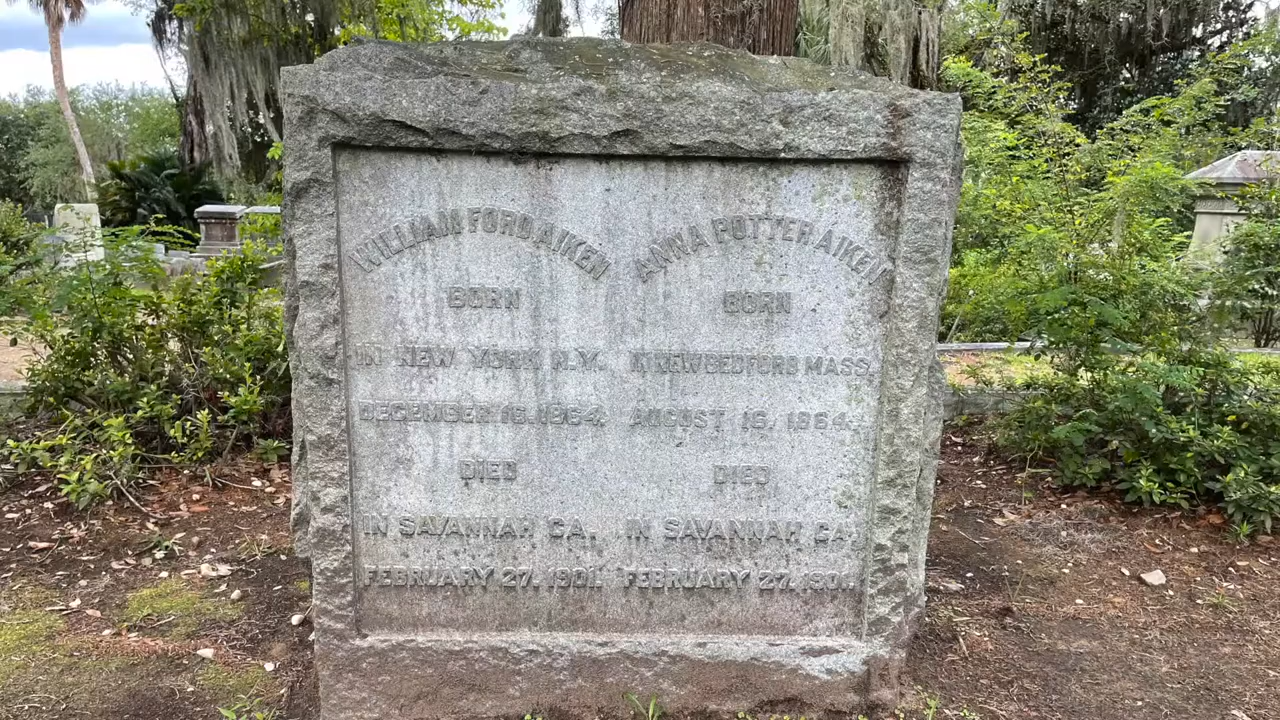 WILLIAM FORD AIKEN
BORN
IN NEW YORK N.Y.
DECEMBER 16, 1864.
DIED
IN SAVANNAH, GA.
FEBRUARY 27, 1901.
ANNA POTTER AIKEN
BORN
IN NEW BEDFORD MASS.
AUGUST 16, 1864.
DIED
IN SAVANNAH, GA.
FEBRUARY 27, 1901.